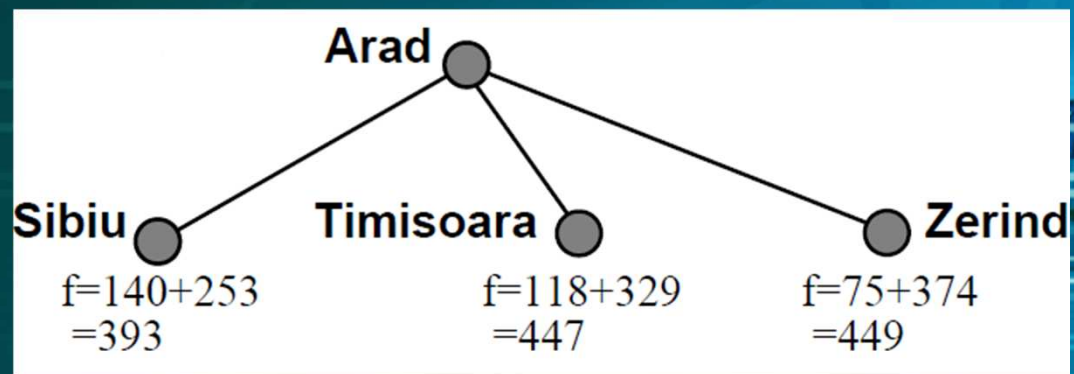 Arad
Sibiu Timisoara Zerind
f=140+253 f=118+329 f=75+374
=393 =447 =449